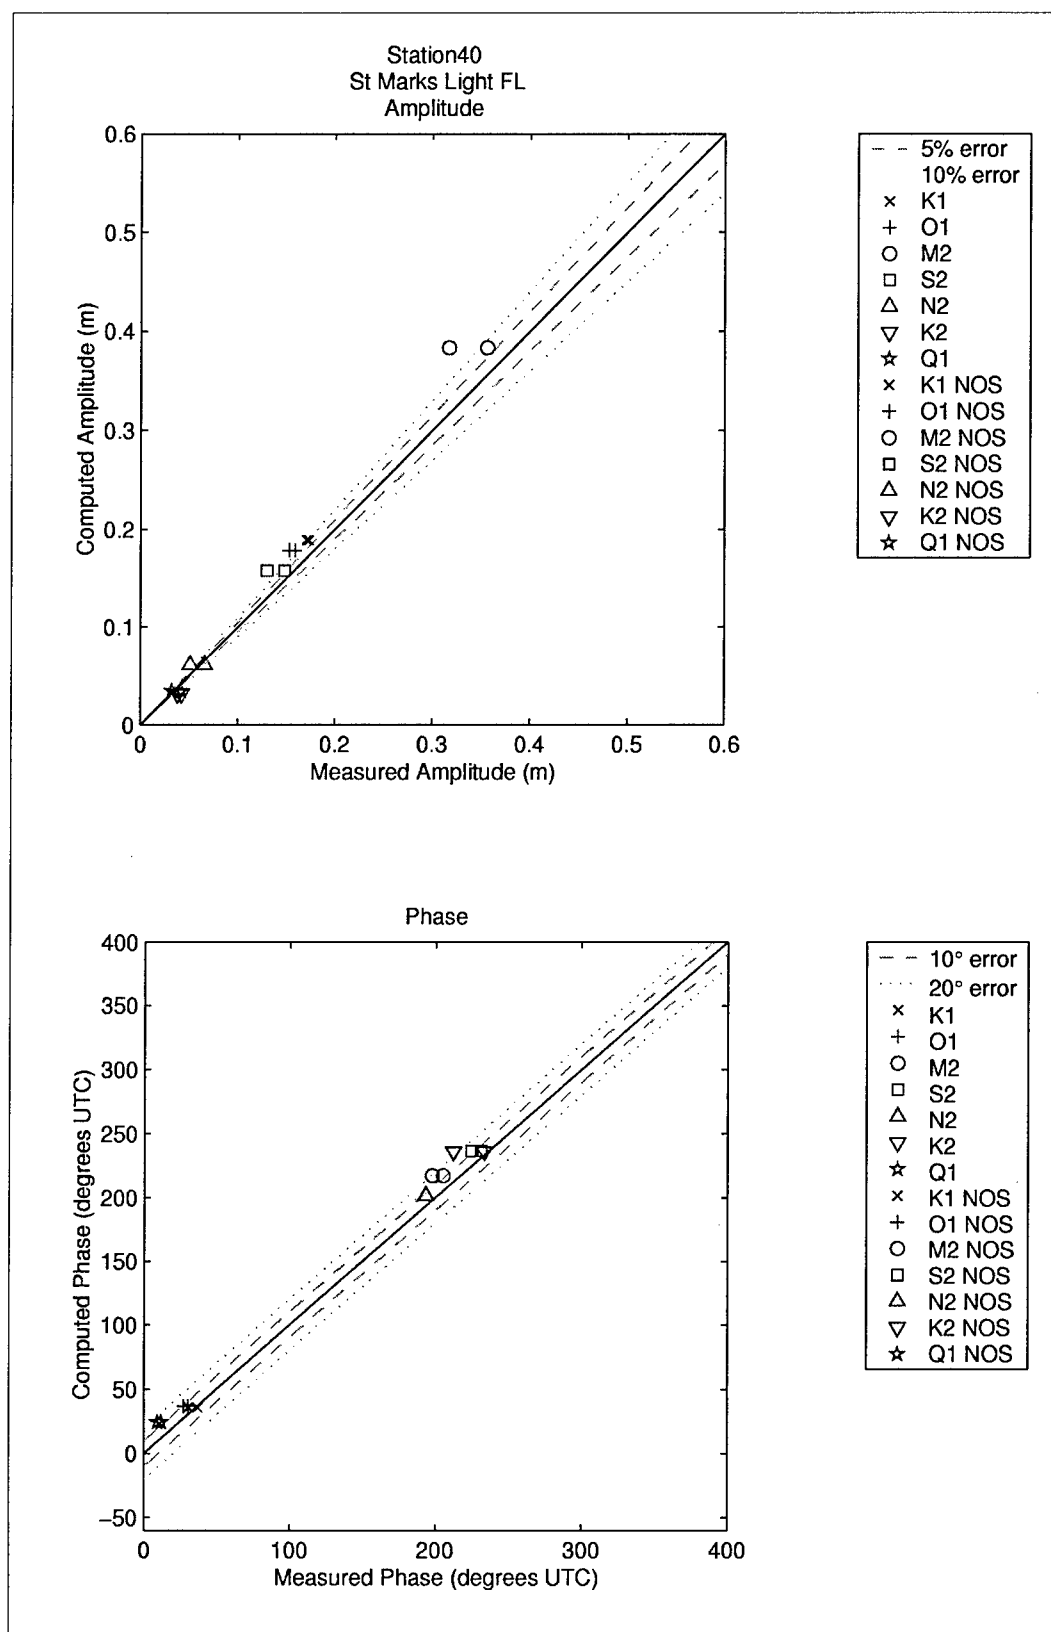 Station40
St Marks Light FL
Amplitude
0.6
0.5
0.4
0.3
0.2
0.1
0
Computed Amplitude (m)
0 0.1 0.2 0.3 0.4 0.5 0.6
Measured Amplitude (m)
5% error
10% error
K1
O1
M2
S2
N2
K2
Q1
K1 NOS
O1 NOS
M2 NOS
S2 NOS
N2 NOS
K2 NOS
Q1 NOS
Phase
400
350
300
250
200
150
100
50
0
−50
Computed Phase (degrees UTC)
0 100 200 300 400
Measured Phase (degrees UTC)
10° error
20° error
K1
O1
M2
S2
N2
K2
Q1
K1 NOS
O1 NOS
M2 NOS
S2 NOS
N2 NOS
K2 NOS
Q1 NOS